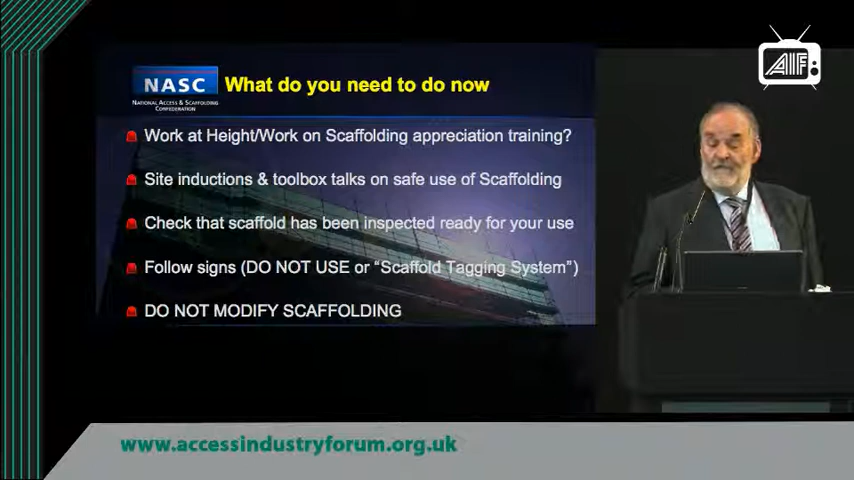 AIF
NASC
NATIONAL ACCESS & SCAFFOLDING
CONFEDERATION
What do you need to do now
Work at Height/Work on Scaffolding appreciation training?
Site inductions & toolbox talks on safe use of Scaffolding
Check that scaffold has been inspected ready for your use
Follow signs (DO NOT USE or “Scaffold Tagging System”)
DO NOT MODIFY SCAFFOLDING
www.accessindustryforum.org.uk